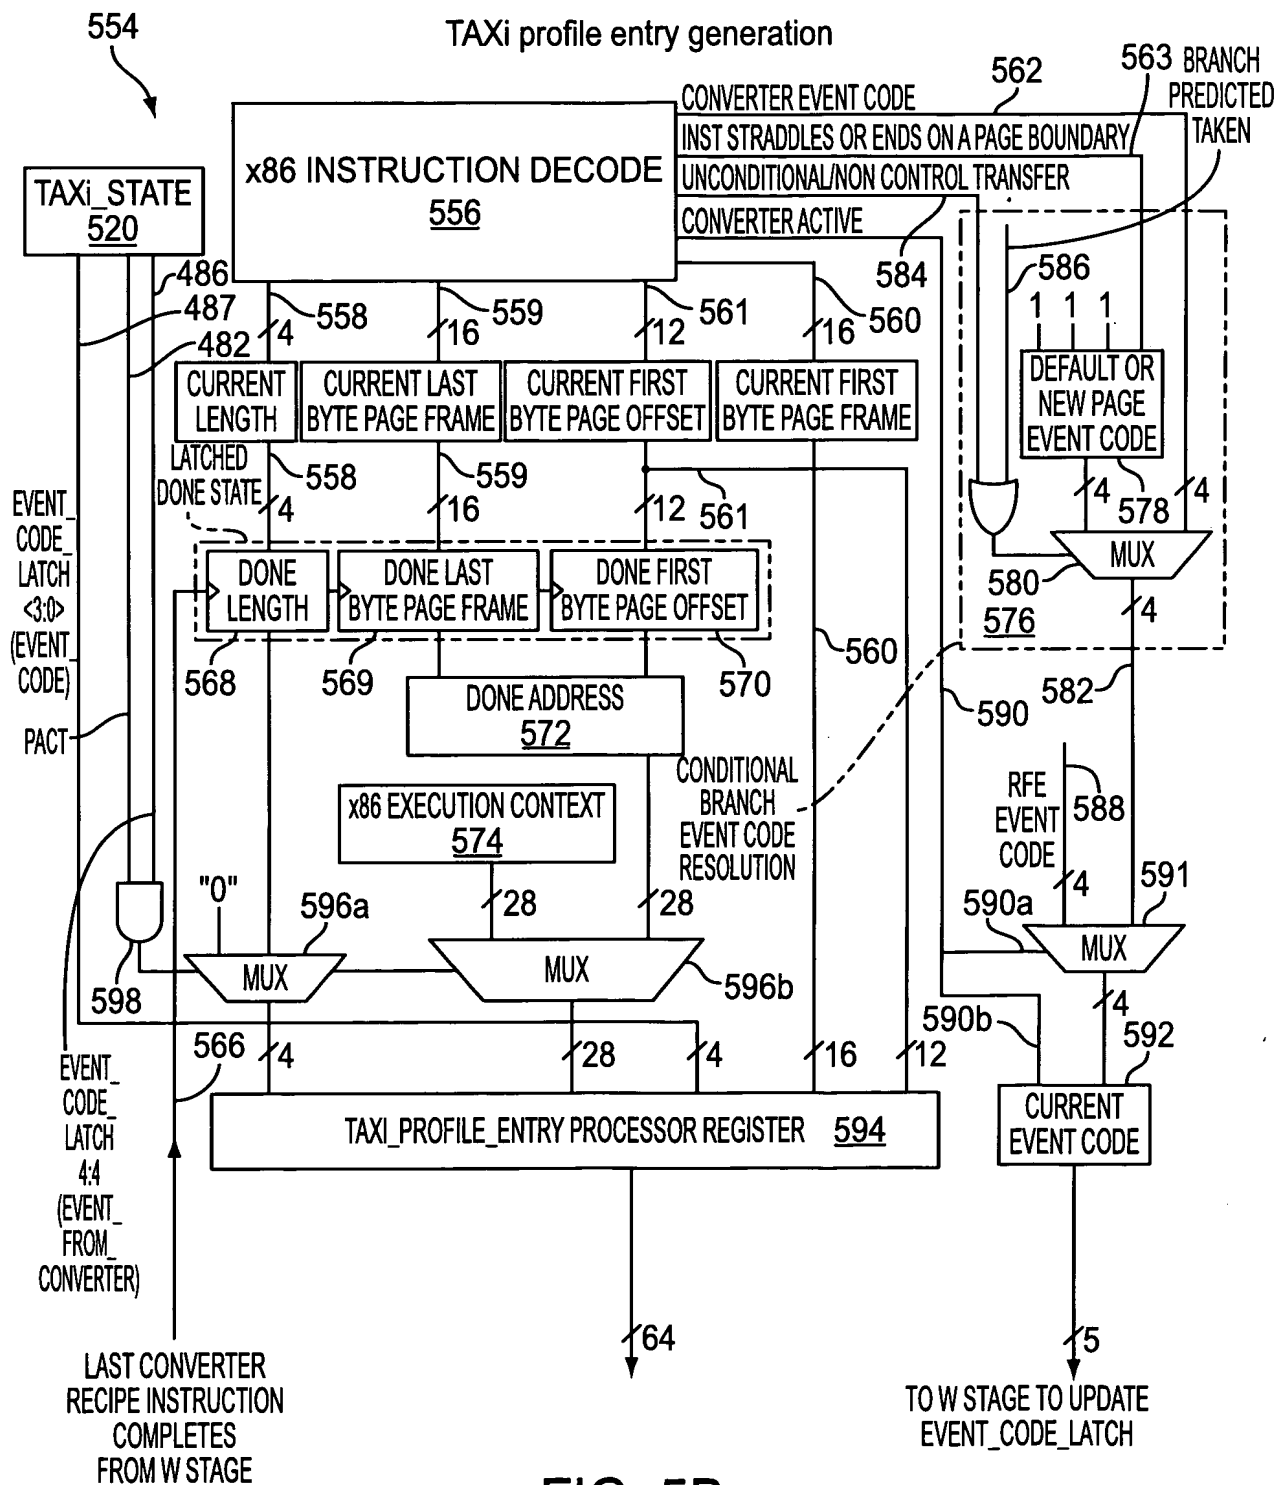 554
TAXi profile entry generation
562
563
BRANCH
PREDICTED
TAKEN
CONVERTER EVENT CODE
INST STRADDLES OR ENDS ON A PAGE BOUNDARY
UNCONDITIONAL/NON CONTROL TRANSFER
CONVERTER ACTIVE
x86 INSTRUCTION DECODE
556
TAXi_STATE
520
486
487
482
558
559
561
560
584
586
4
16
12
16
1 1 1
CURRENT
LENGTH
CURRENT LAST
BYTE PAGE FRAME
CURRENT FIRST
BYTE PAGE OFFSET
CURRENT FIRST
BYTE PAGE FRAME
DEFAULT OR
NEW PAGE
EVENT CODE
LATCHED
DONE STATE
558
559
561
4
16
12
4
578
4
EVENT_
CODE_
LATCH
<3:0>
(EVENT_
CODE)
PACT
DONE
LENGTH
DONE LAST
BYTE PAGE FRAME
DONE FIRST
BYTE PAGE OFFSET
MUX
580
4
576
568
569
570
560
582
590
DONE ADDRESS
572
CONDITIONAL
BRANCH
EVENT CODE
RESOLUTION
x86 EXECUTION CONTEXT
574
RFE
EVENT
CODE
588
4
"0"
596a
28
28
590a
591
MUX
MUX
MUX
596b
598
4
590b
592
566
4
28
4
16
12
EVENT_
CODE_
LATCH
4:4
(EVENT_
FROM_
CONVERTER)
TAXI_PROFILE_ENTRY PROCESSOR REGISTER 594
CURRENT
EVENT CODE
64
5
LAST CONVERTER
RECIPE INSTRUCTION
COMPLETES
FROM W STAGE
TO W STAGE TO UPDATE
EVENT_CODE_LATCH
FIG. 5B